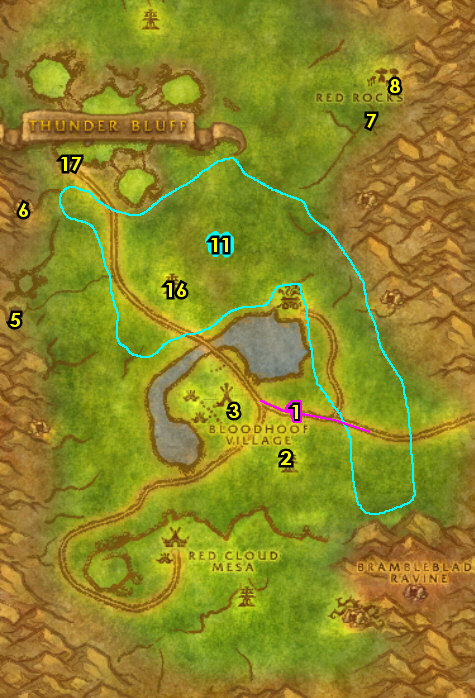 8
RED ROCKS
7
THUNDER BLUFF
17
6
11
16
5
1
3
BLOODHOOF
VILLAGE
2
RED CLOUD
MESA
BRAMBLEBLAD
RAVINE